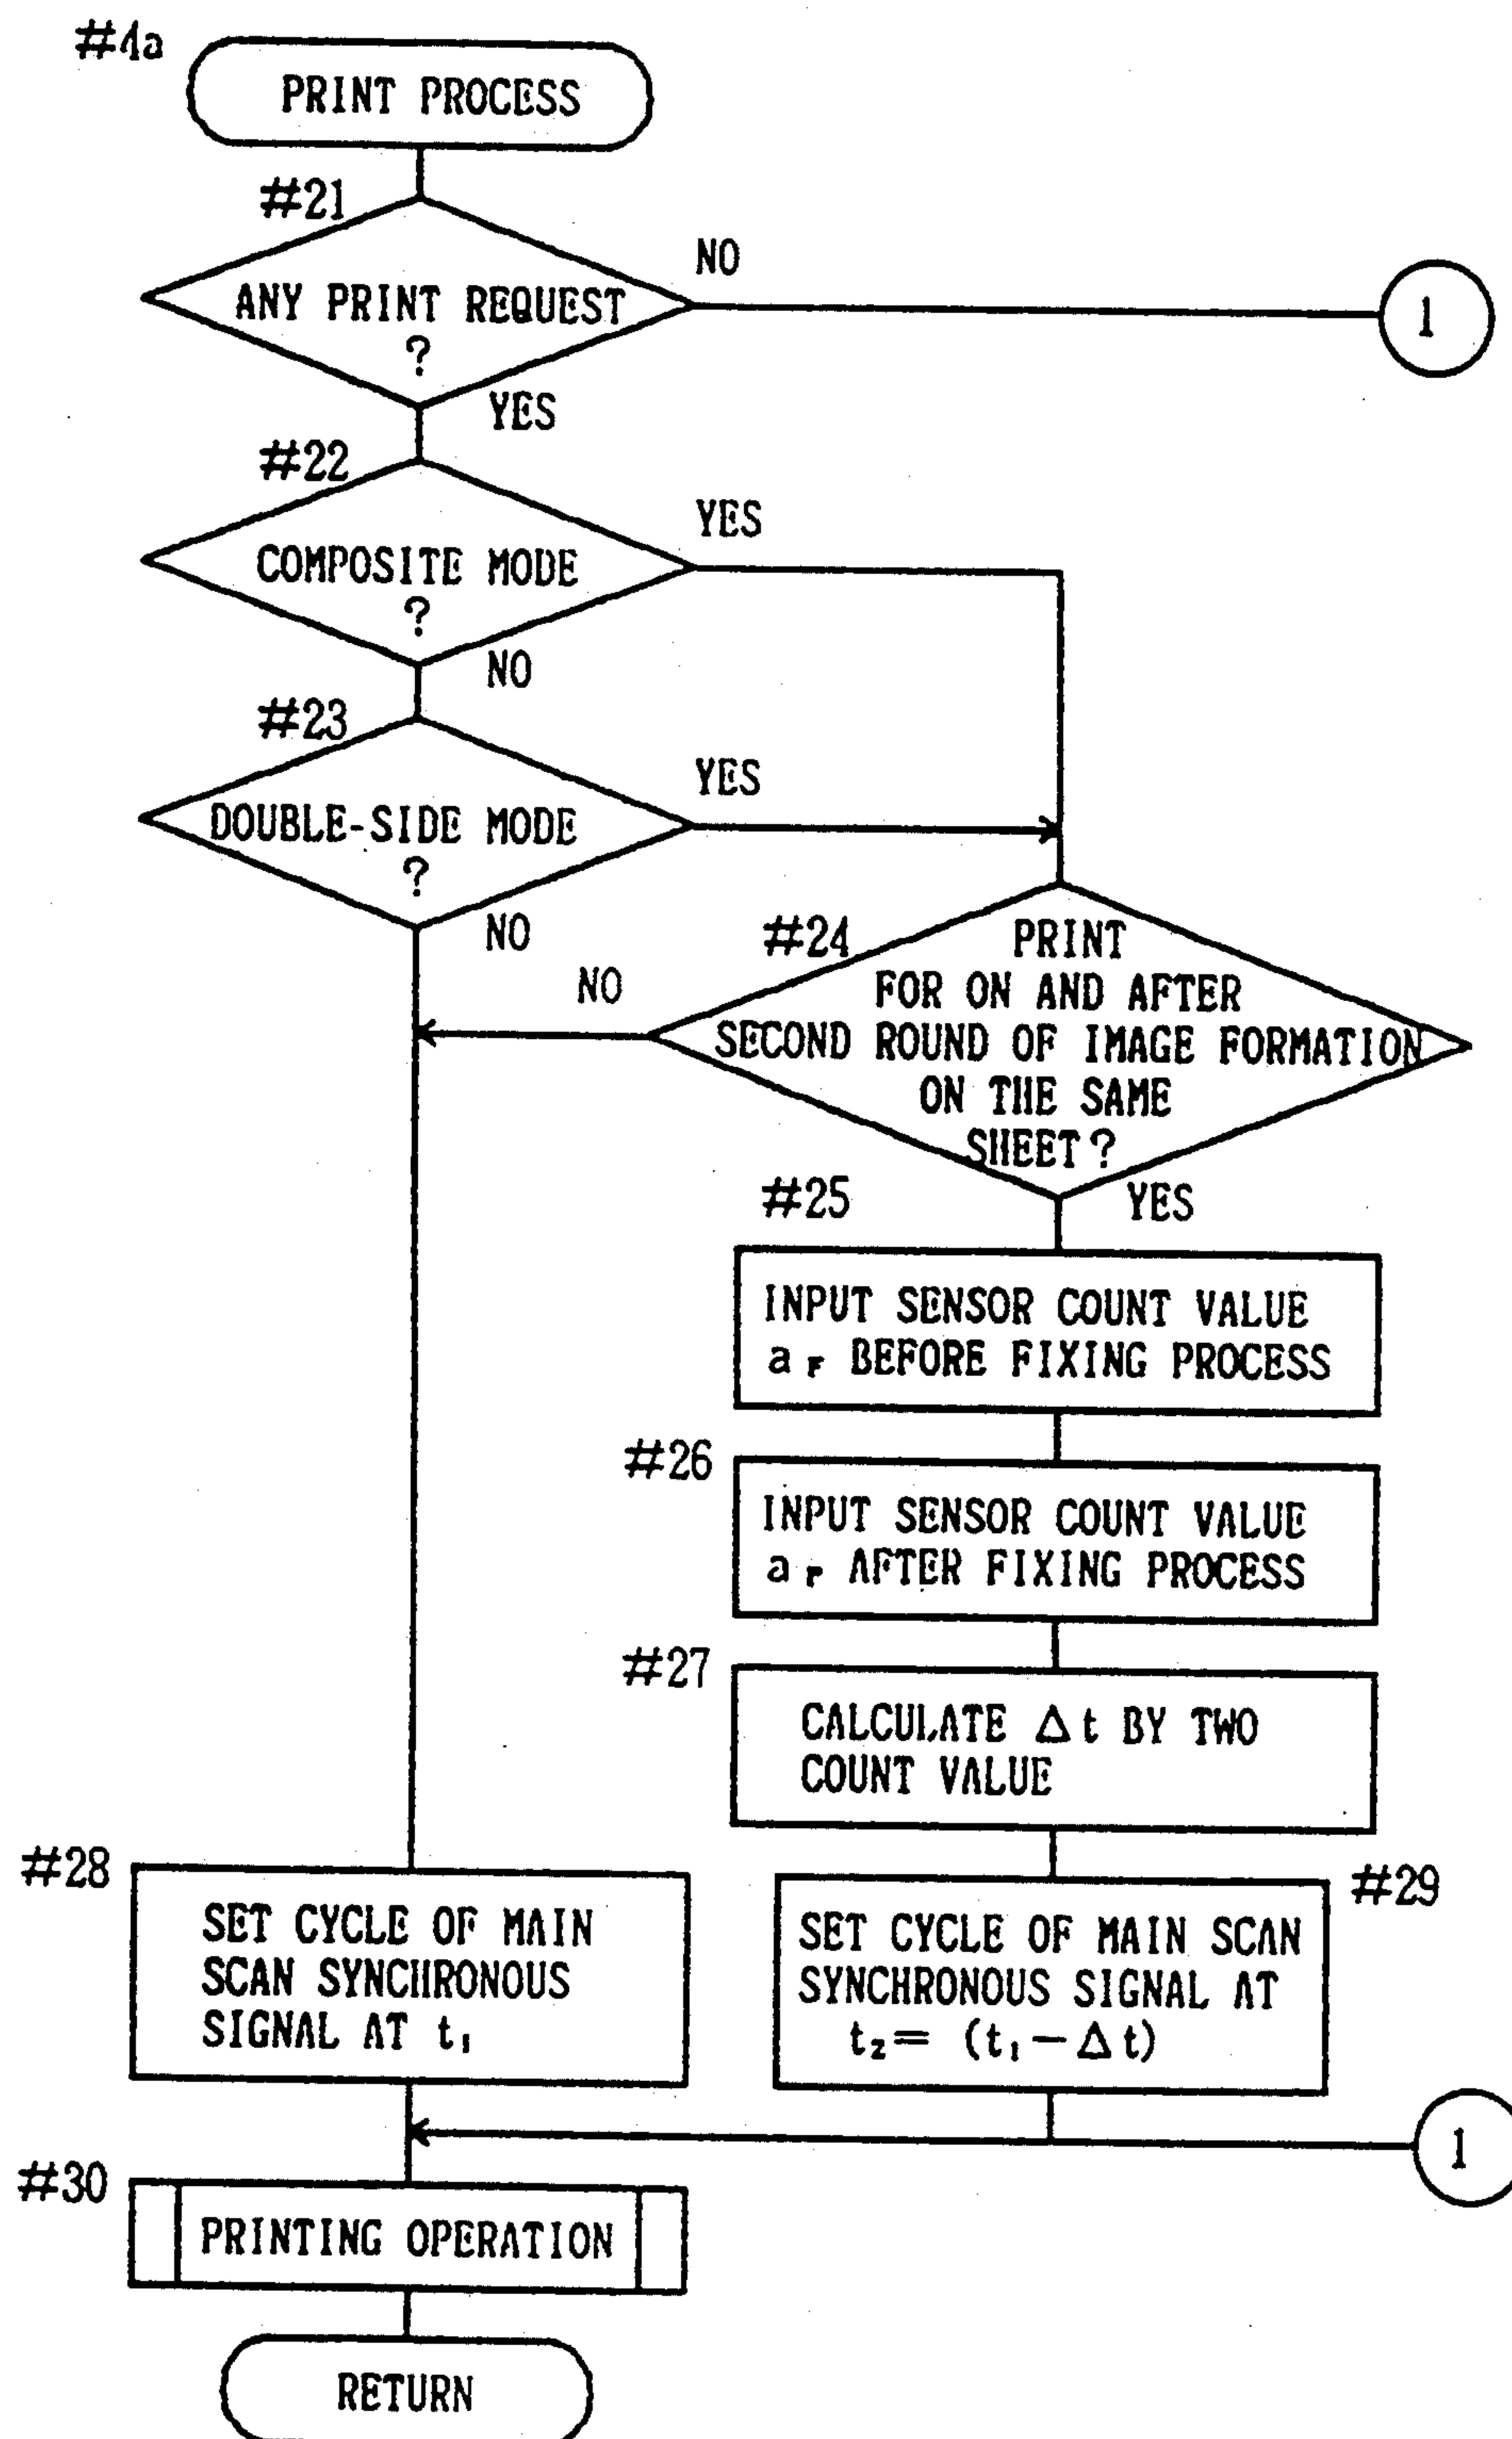 #4a
PRINT PROCESS
#21
NO
ANY PRINT REQUEST
?
1
YES
#22
YES
COMPOSITE MODE
?
NO
#23
YES
DOUBLE-SIDE MODE
?
NO
#24
PRINT
FOR ON AND AFTER
SECOND ROUND OF IMAGE FORMATION
ON THE SAME
SHEET?
NO
YES
#25
INPUT SENSOR COUNT VALUE
aF BEFORE FIXING PROCESS
#26
INPUT SENSOR COUNT VALUE
AFTER FIXING PROCESS
#27
CALCULATE Δt BY TWO
COUNT VALUE
#28
SET CYCLE OF MAIN
SCAN SYNCHRONOUS
SIGNAL AT t₁
#29
SET CYCLE OF MAIN SCAN
SYNCHRONOUS SIGNAL AT
t₂= (t₁−Δt)
1
#30
PRINTING OPERATION
RETURN